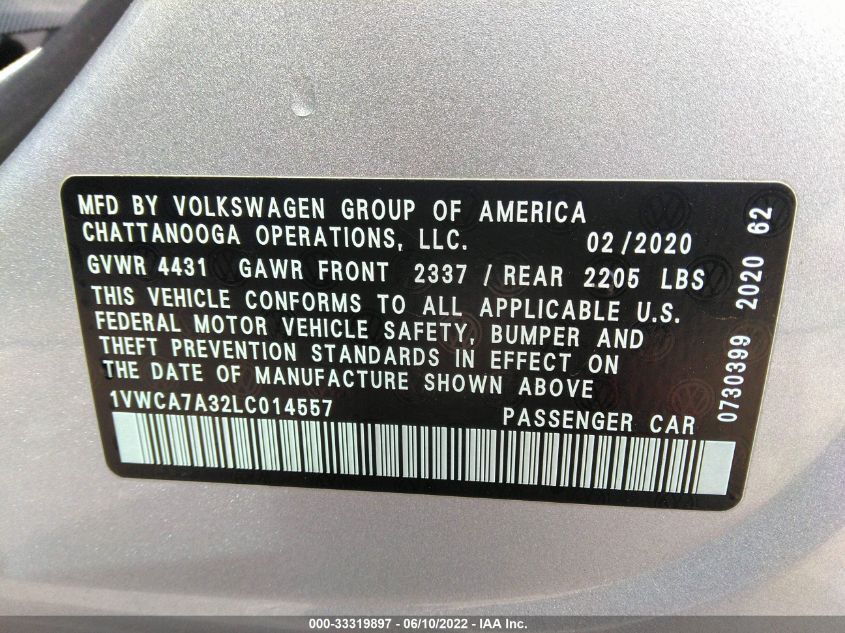 MFD BY VOLKSWAGEN GROUP OF AMERICA
CHATTANOOGA OPERATIONS, LLC. 02/2020
GVWR 4431 GAWR FRONT 2337 / REAR 2205 LBS
THIS VEHICLE CONFORMS TO ALL APPLICABLE U.S.
FEDERAL MOTOR VEHICLE SAFETY, BUMPER AND
THEFT PREVENTION STANDARDS IN EFFECT ON
THE DATE OF MANUFACTURE SHOWN ABOVE
1VWCA7A32LC014557 PASSENGER CAR
0730399 2020 62
000-33319897 - 06/10/2022 - IAA Inc.